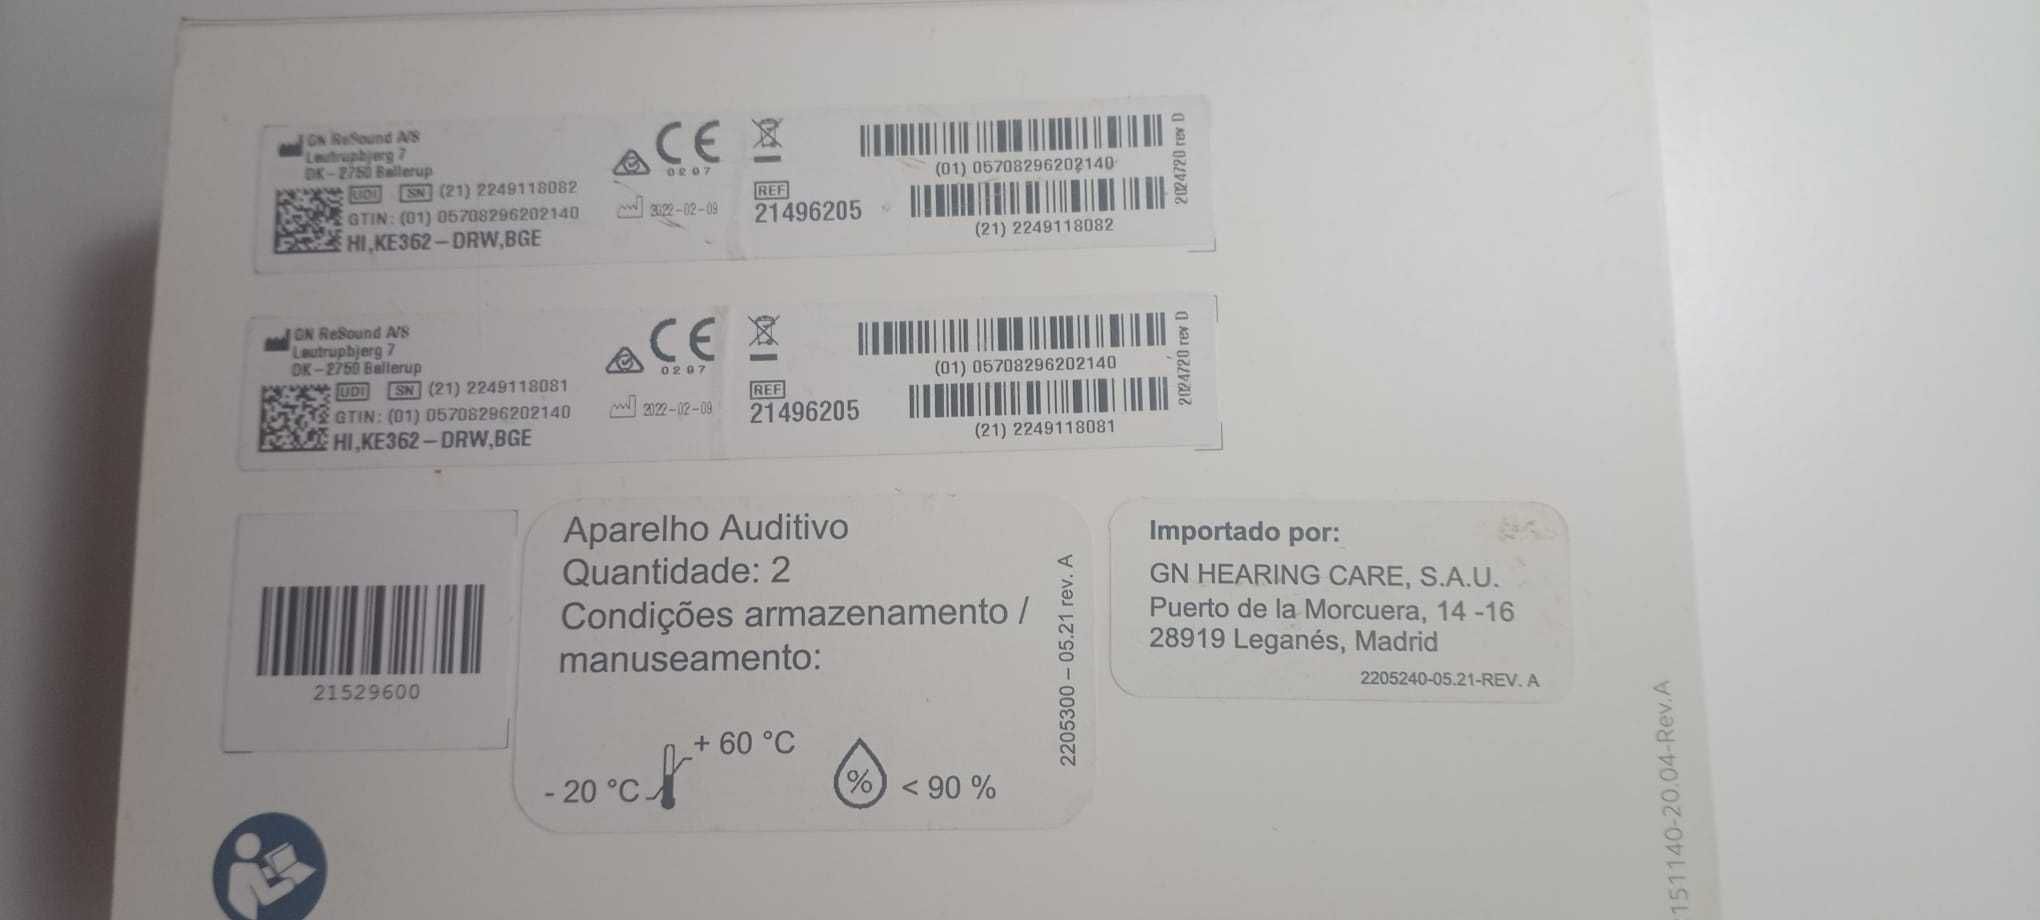 GN ReSound A/S
Lautrupbjerg 7
DK-2750 Ballerup
UDI SN (21) 2249118082
GTIN: (01) 05708296202140
HI,KE362-DRW,BGE
CE
0297
2022-02-09
REF
21496205
(01) 05708296202140
(21) 2249118082
2024720 rev D
GN ReSound A/S
Lautrupbjerg 7
DK-2750 Ballerup
UDI SN (21) 2249118081
GTIN: (01) 05708296202140
HI,KE362-DRW,BGE
CE
0297
2022-02-09
REF
21496205
(01) 05708296202140
(21) 2249118081
2024720 rev D
21529600
Aparelho Auditivo
Quantidade: 2
Condições armazenamento /
manuseamento:
+ 60 °C
- 20 °C
% < 90 %
2205300 – 05.21 rev. A
Importado por:
GN HEARING CARE, S.A.U.
Puerto de la Morcuera, 14 -16
28919 Leganés, Madrid
2205240-05.21-REV. A
151140-20.04-Rev.A